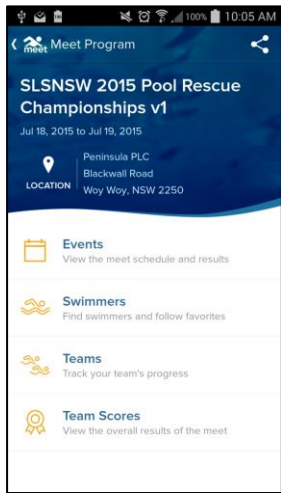 100% 10:05 AM
meet Meet Program
SLSNSW 2015 Pool Rescue
Championships v1
Jul 18, 2015 to Jul 19, 2015
LOCATION
Peninsula PLC
Blackwall Road
Woy Woy, NSW 2250
Events
View the meet schedule and results
Swimmers
Find swimmers and follow favorites
Teams
Track your team's progress
Team Scores
View the overall results of the meet